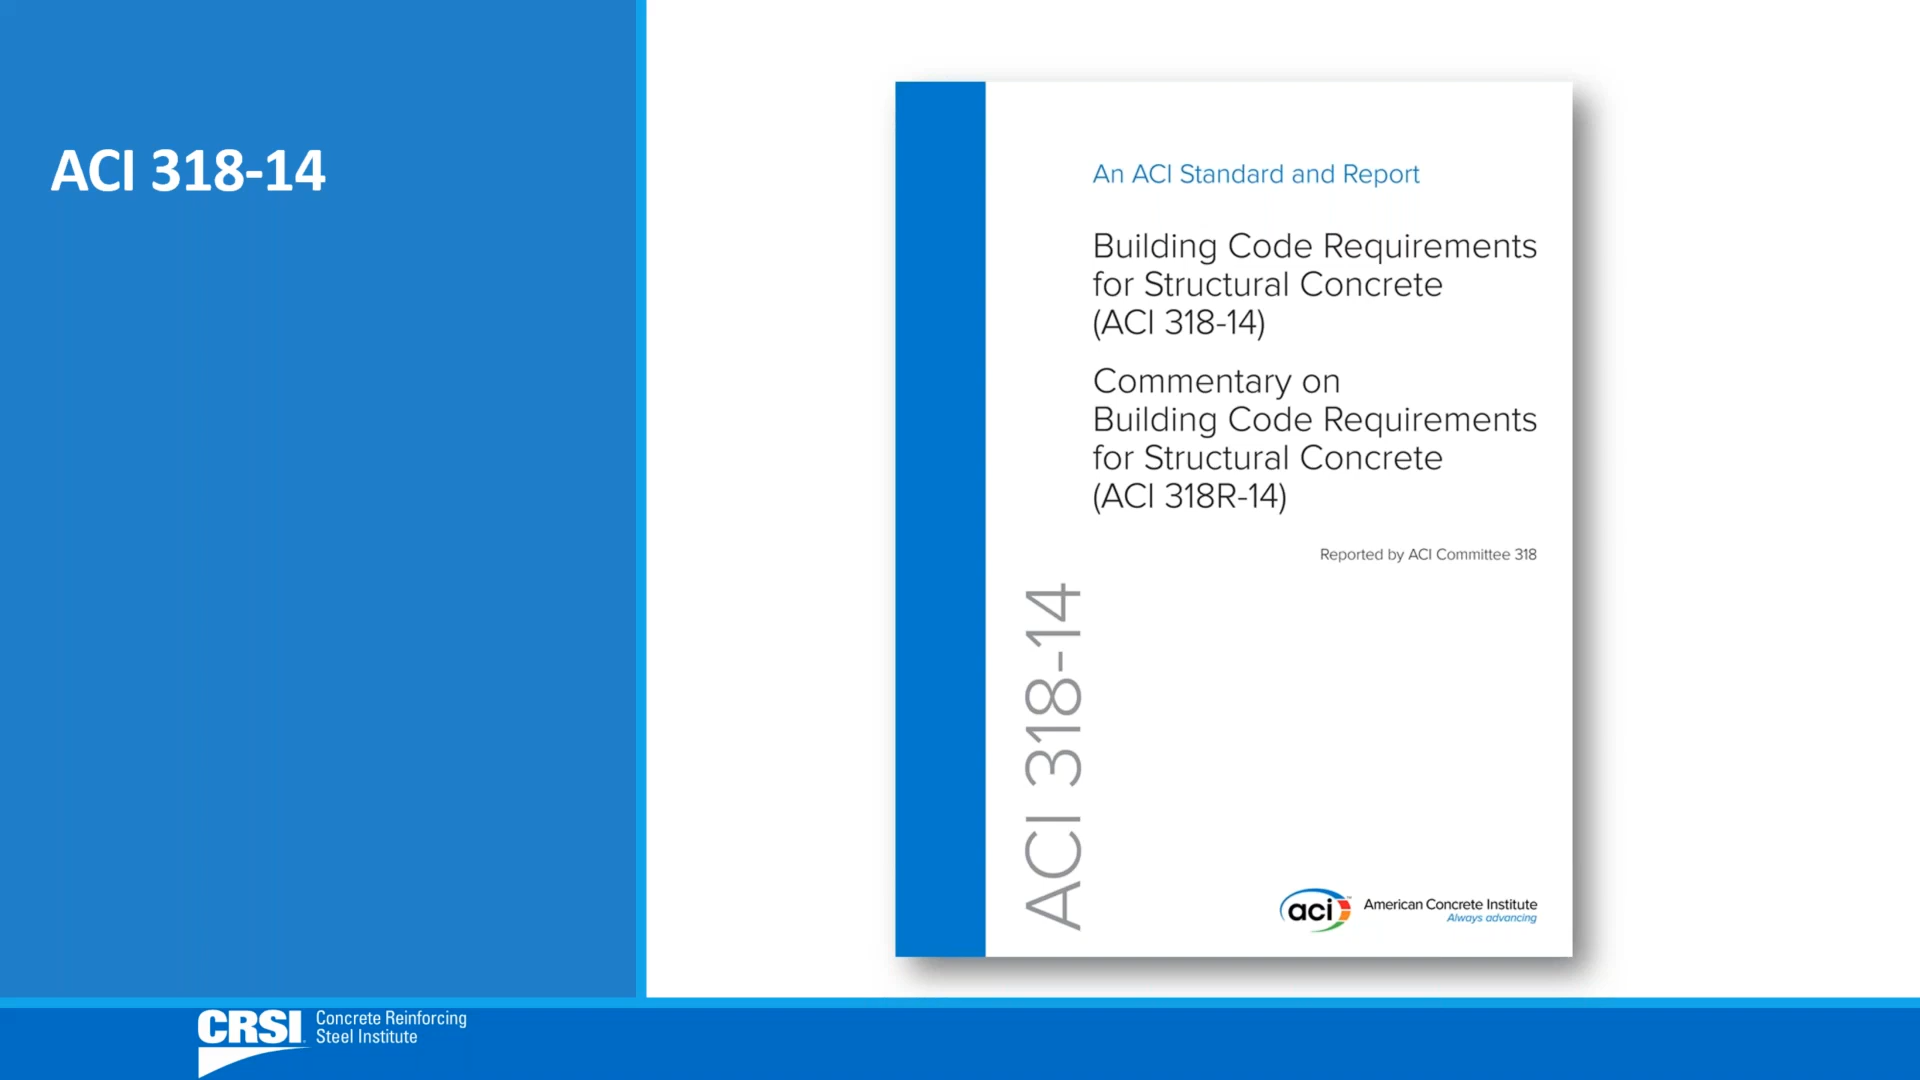 ACI 318-14
An ACI Standard and Report
Building Code Requirements
for Structural Concrete
(ACI 318-14)
Commentary on
Building Code Requirements
for Structural Concrete
(ACI 318R-14)
Reported by ACI Committee 318
ACI 318-14
aci
American Concrete Institute
Always advancing
CRSI
Concrete Reinforcing
Steel Institute